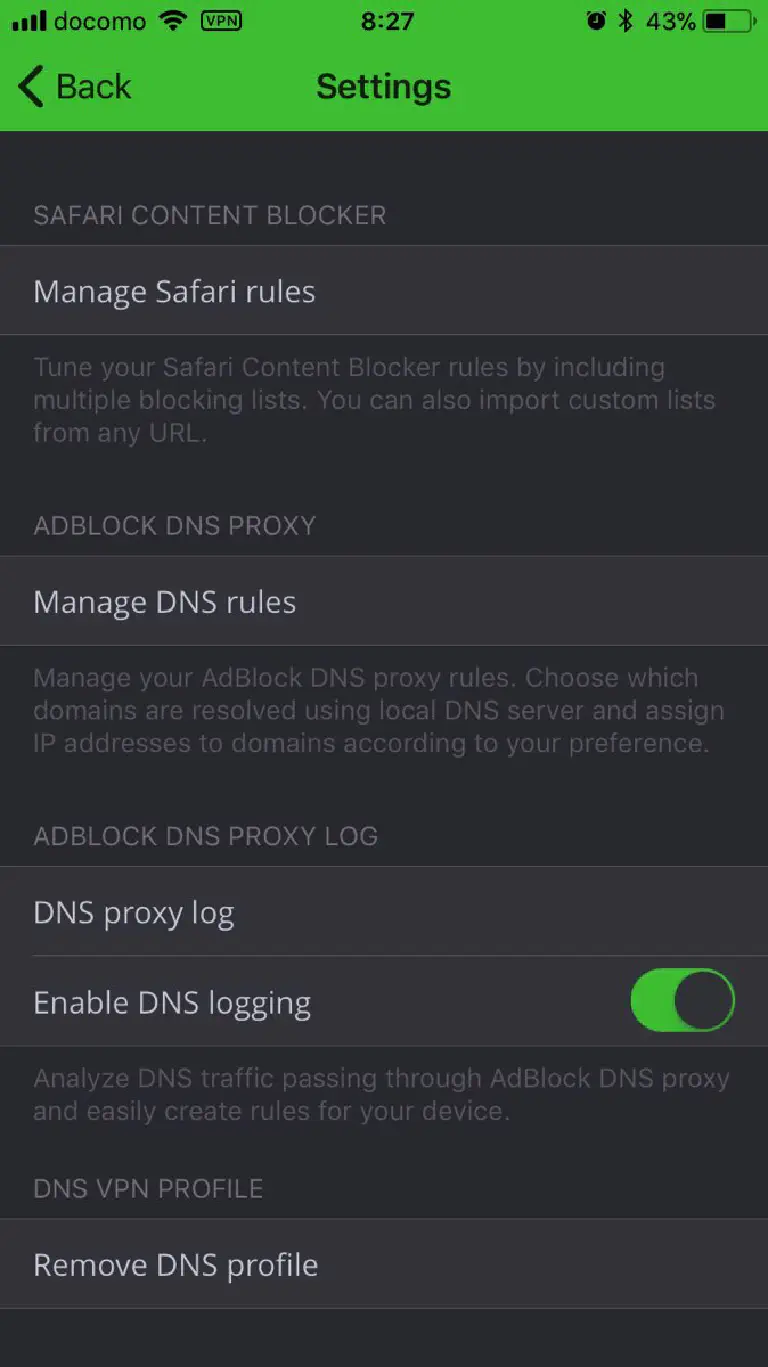 docomo VPN 8:27 43%
Back Settings
SAFARI CONTENT BLOCKER
Manage Safari rules
Tune your Safari Content Blocker rules by including
multiple blocking lists. You can also import custom lists
from any URL.
ADBLOCK DNS PROXY
Manage DNS rules
Manage your AdBlock DNS proxy rules. Choose which
domains are resolved using local DNS server and assign
IP addresses to domains according to your preference.
ADBLOCK DNS PROXY LOG
DNS proxy log
Enable DNS logging
Analyze DNS traffic passing through AdBlock DNS proxy
and easily create rules for your device.
DNS VPN PROFILE
Remove DNS profile